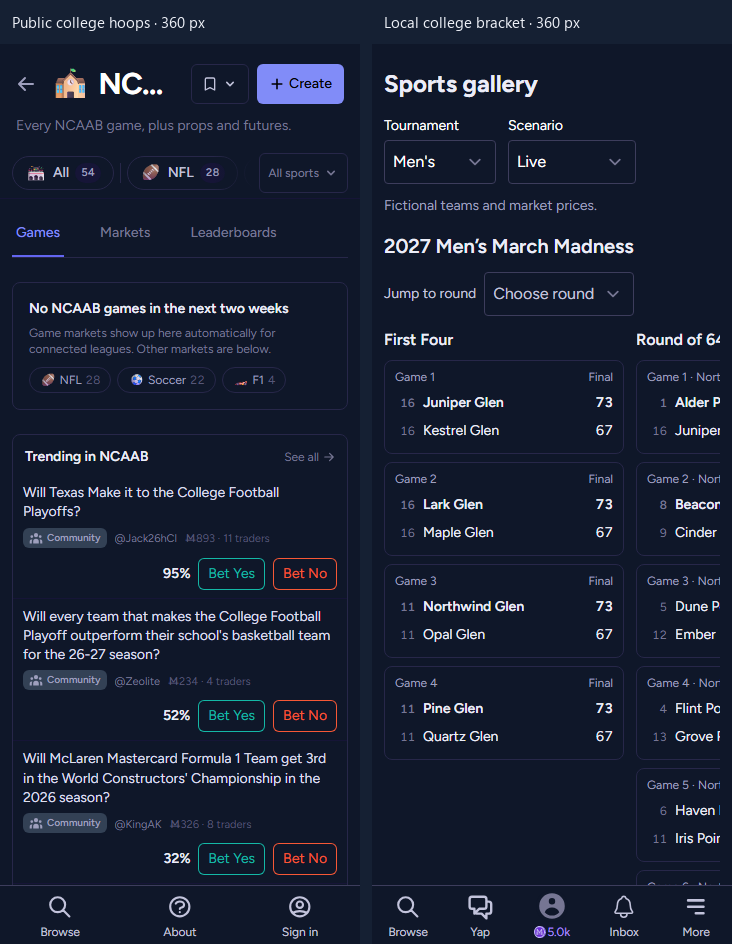 Public college hoops · 360 px
NC...
Create
Every NCAAB game, plus props and futures.
All 54
NFL 28
All sports
Games
Markets
Leaderboards
No NCAAB games in the next two weeks
Game markets show up here automatically for
connected leagues. Other markets are below.
NFL 28
Soccer 22
F1 4
Trending in NCAAB
See all →
Will Texas Make it to the College Football
Playoffs?
Community @Jack26hCl M893 · 11 traders
95% Bet Yes Bet No
Will every team that makes the College Football
Playoff outperform their school's basketball team
for the 26-27 season?
Community @Zeolite M234 · 4 traders
52% Bet Yes Bet No
Will McLaren Mastercard Formula 1 Team get 3rd
in the World Constructors' Championship in the
2026 season?
Community @KingAK M326 · 8 traders
32% Bet Yes Bet No
Browse
About
Sign in
Local college bracket · 360 px
Sports gallery
Tournament
Scenario
Men's
Live
Fictional teams and market prices.
2027 Men’s March Madness
Jump to round Choose round
First Four
Game 1 Final
16 Juniper Glen 73
16 Kestrel Glen 67
Game 2 Final
16 Lark Glen 73
16 Maple Glen 67
Game 3 Final
11 Northwind Glen 73
11 Opal Glen 67
Game 4 Final
11 Pine Glen 73
11 Quartz Glen 67
Round of 64
Game 1 · Nort
1 Alder P
16 Juniper
Game 2 · Nort
8 Beacon
9 Cinder
Game 3 · Nort
5 Dune P
12 Ember
Game 4 · Nor
4 Flint Po
13 Grove P
Game 5 · Nort
6 Haven
11 Iris Poin
Browse
Yap
M5.0k
Inbox
More